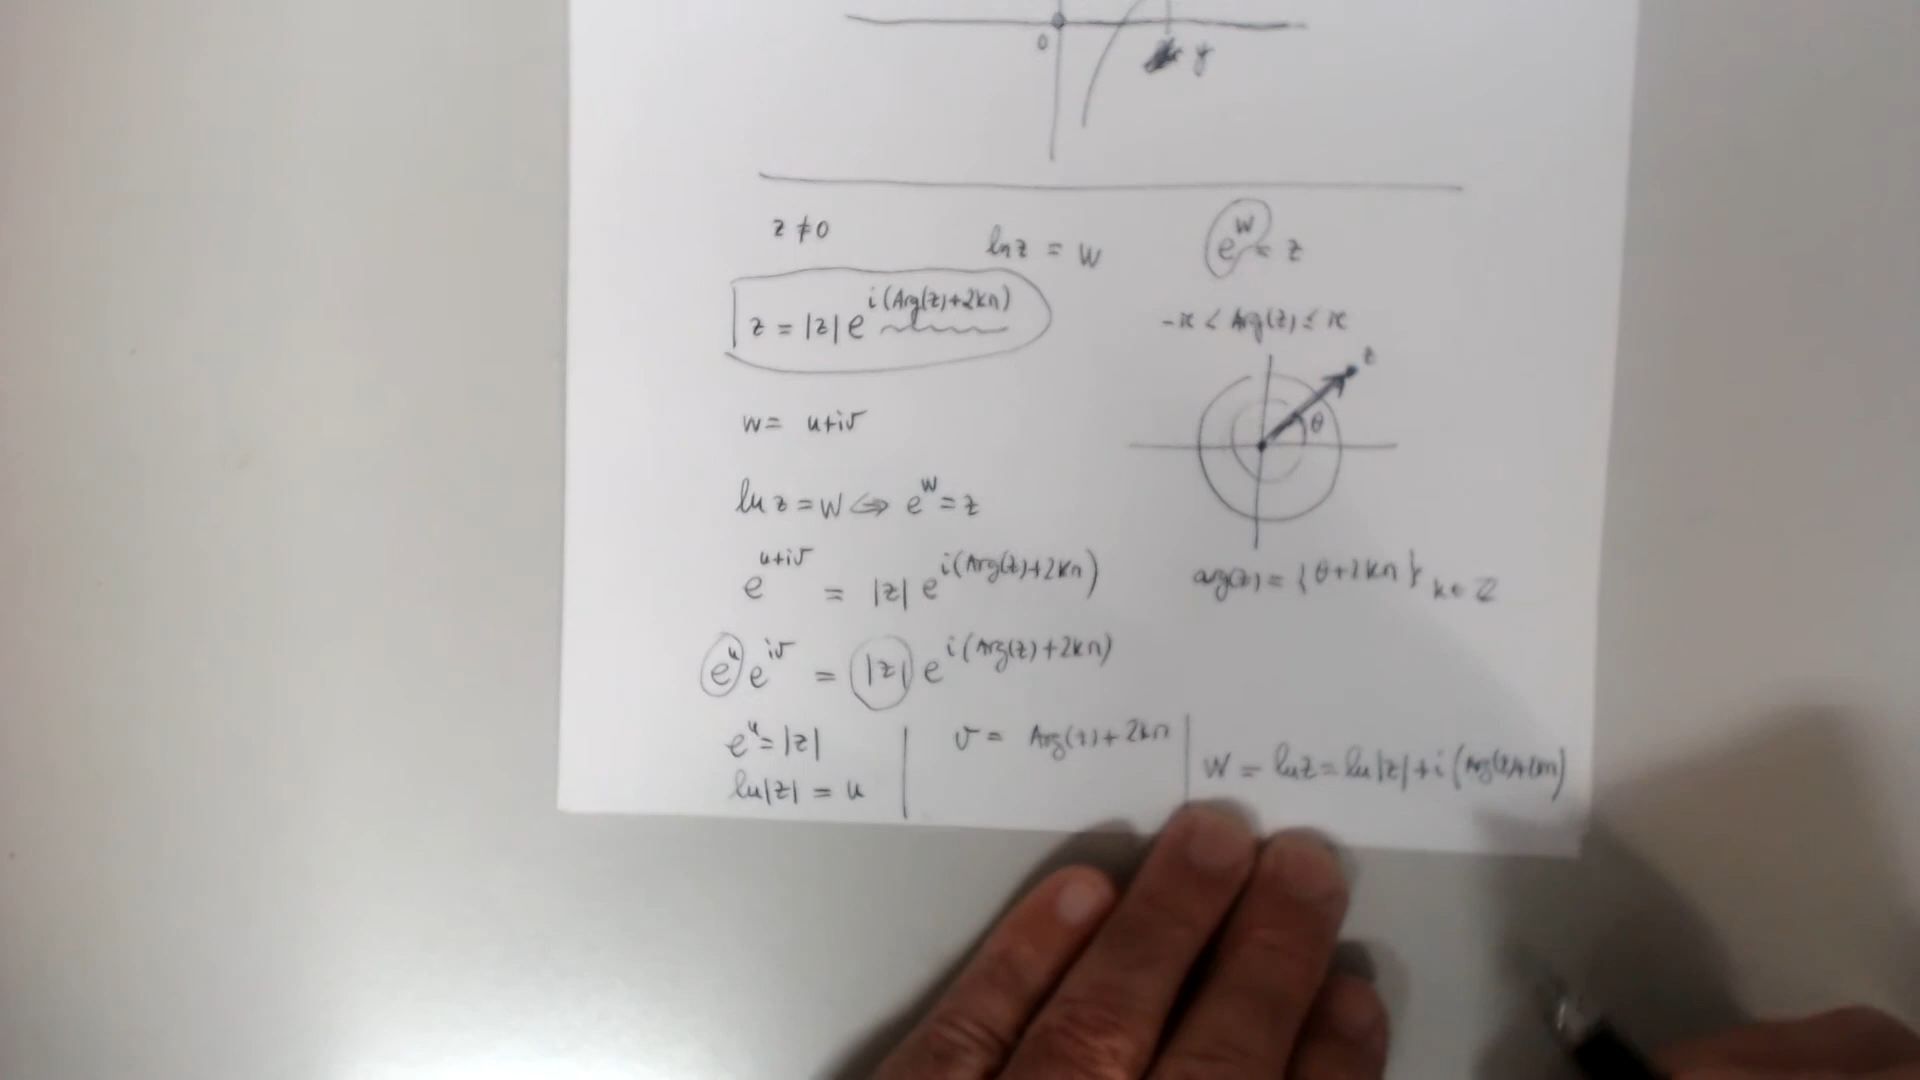 0 y
z ≠ 0
ln z = w
e^w = z
z = |z| e^{i(Arg(z)+2kπ)}
-π < Arg(z) ≤ π
z
θ
w = u+iv
ln z = w ⇔ e^w = z
e^{u+iv} = |z| e^{i(Arg(z)+2kπ)}
arg(z) = {θ+2kπ}_{k∈ℤ}
e^u e^{iv} = |z| e^{i(Arg(z)+2kπ)}
e^u = |z|
ln|z| = u
v = Arg(z)+2kπ
w = ln z = ln|z| + i(Arg(z)+2kπ)